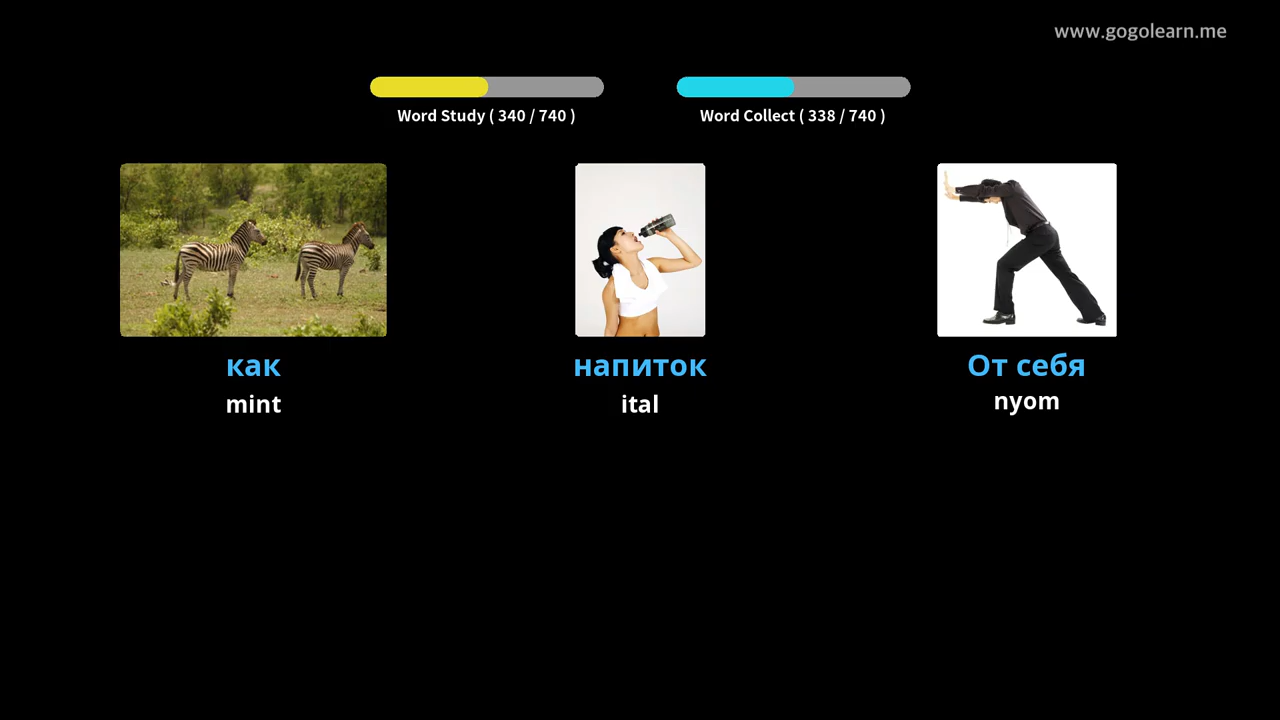 www.gogolearn.me
Word Study ( 340 / 740 )
Word Collect ( 338 / 740 )
как
напиток
От себя
mint
ital
nyom